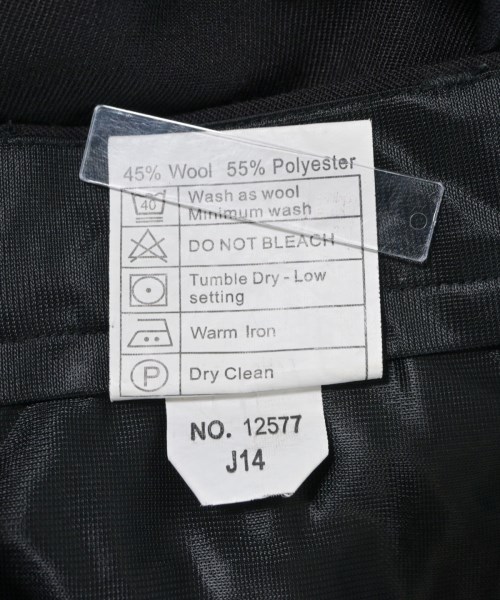 45% Wool 55% Polyester
40
Wash as wool
Minimum wash
DO NOT BLEACH
Tumble Dry - Low
setting
Warm Iron
P
Dry Clean
NO. 12577
J14